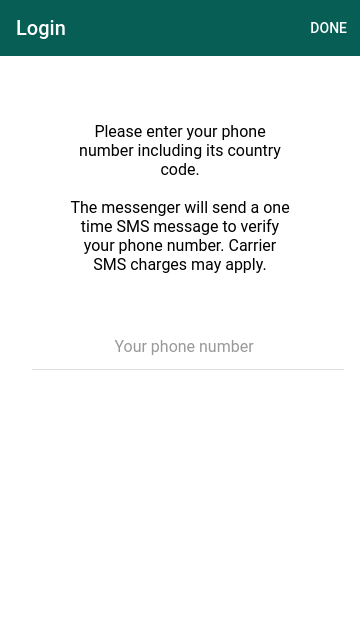 Login
DONE
Please enter your phone
number including its country
code.
The messenger will send a one
time SMS message to verify
your phone number. Carrier
SMS charges may apply.
Your phone number